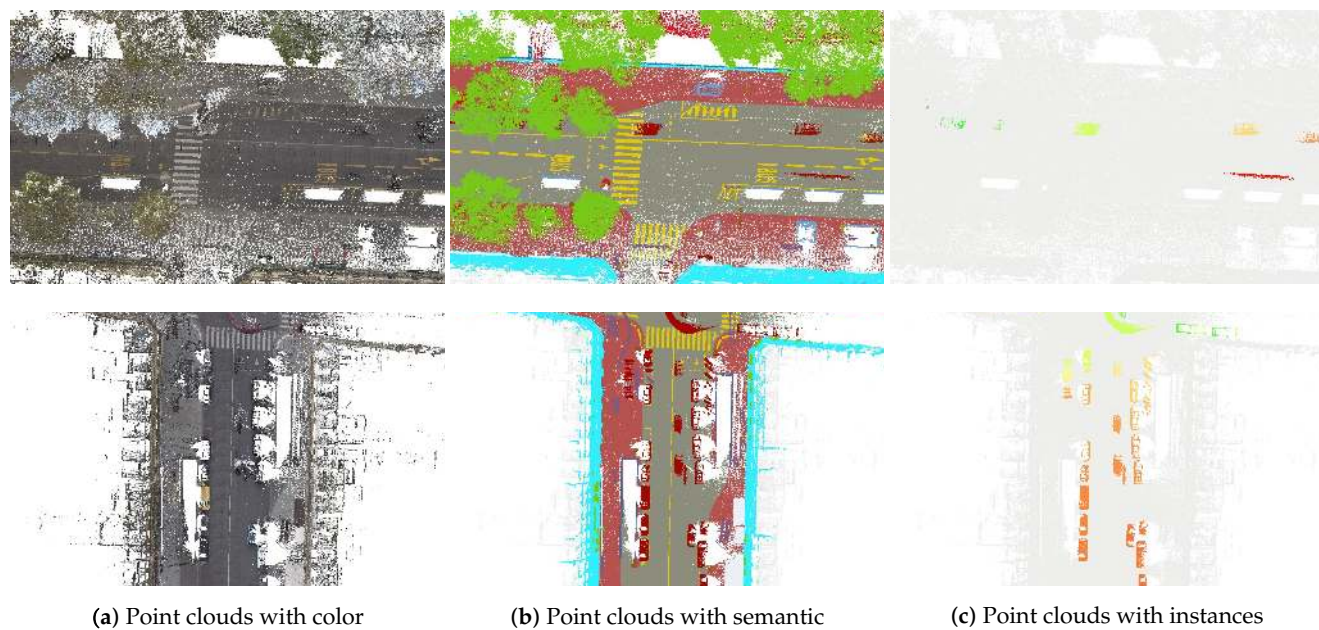 (a) Point clouds with color
(b) Point clouds with semantic
(c) Point clouds with instances